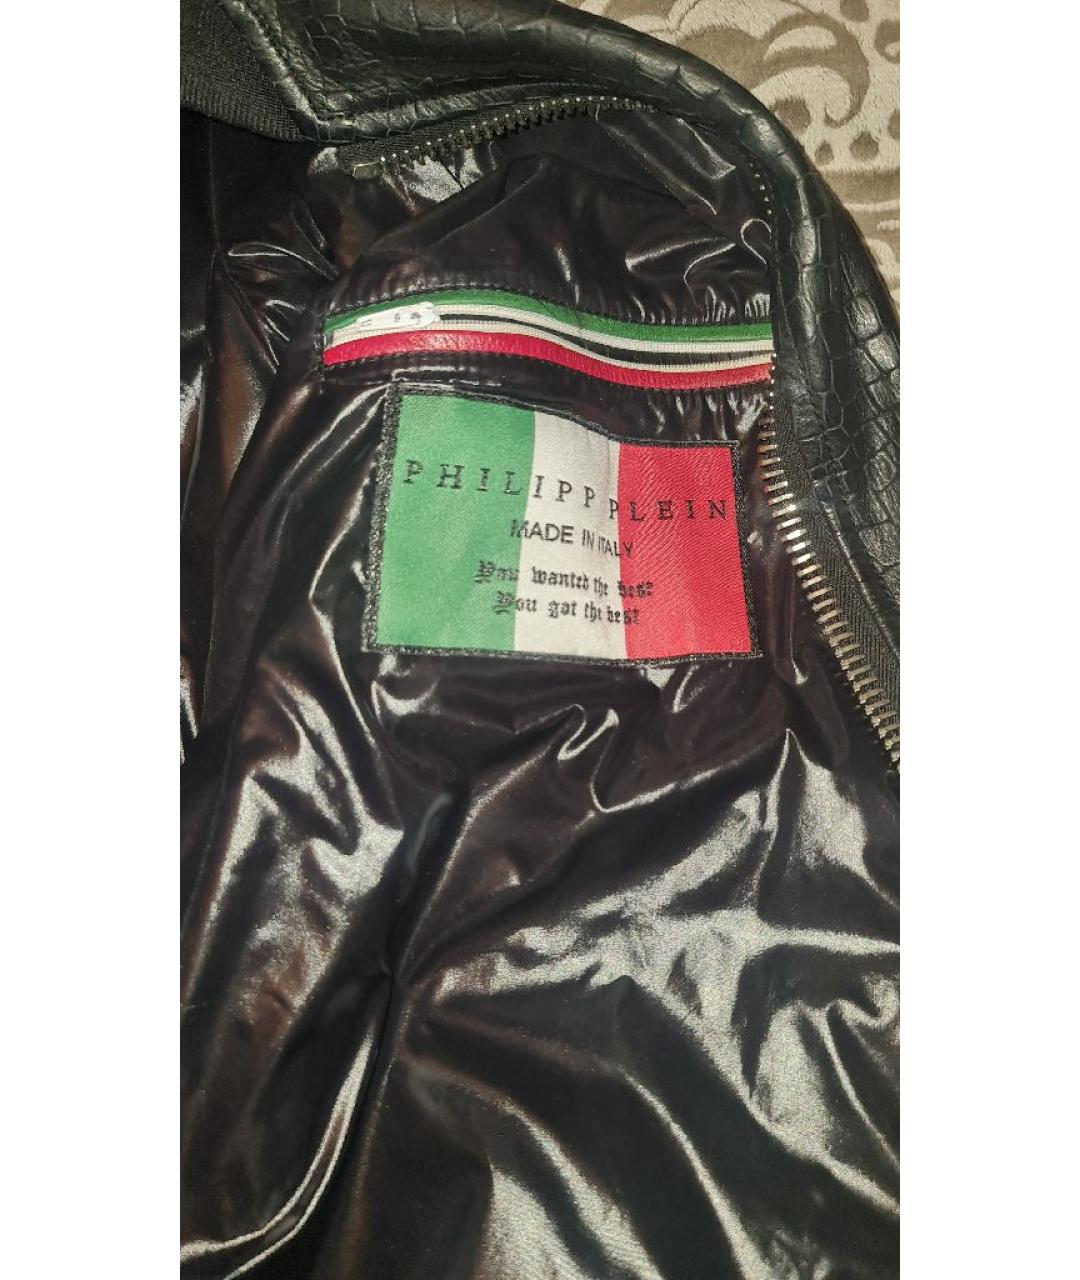 PHILIPP PLEIN
MADE IN ITALY
You wanted the best?
You got the best!